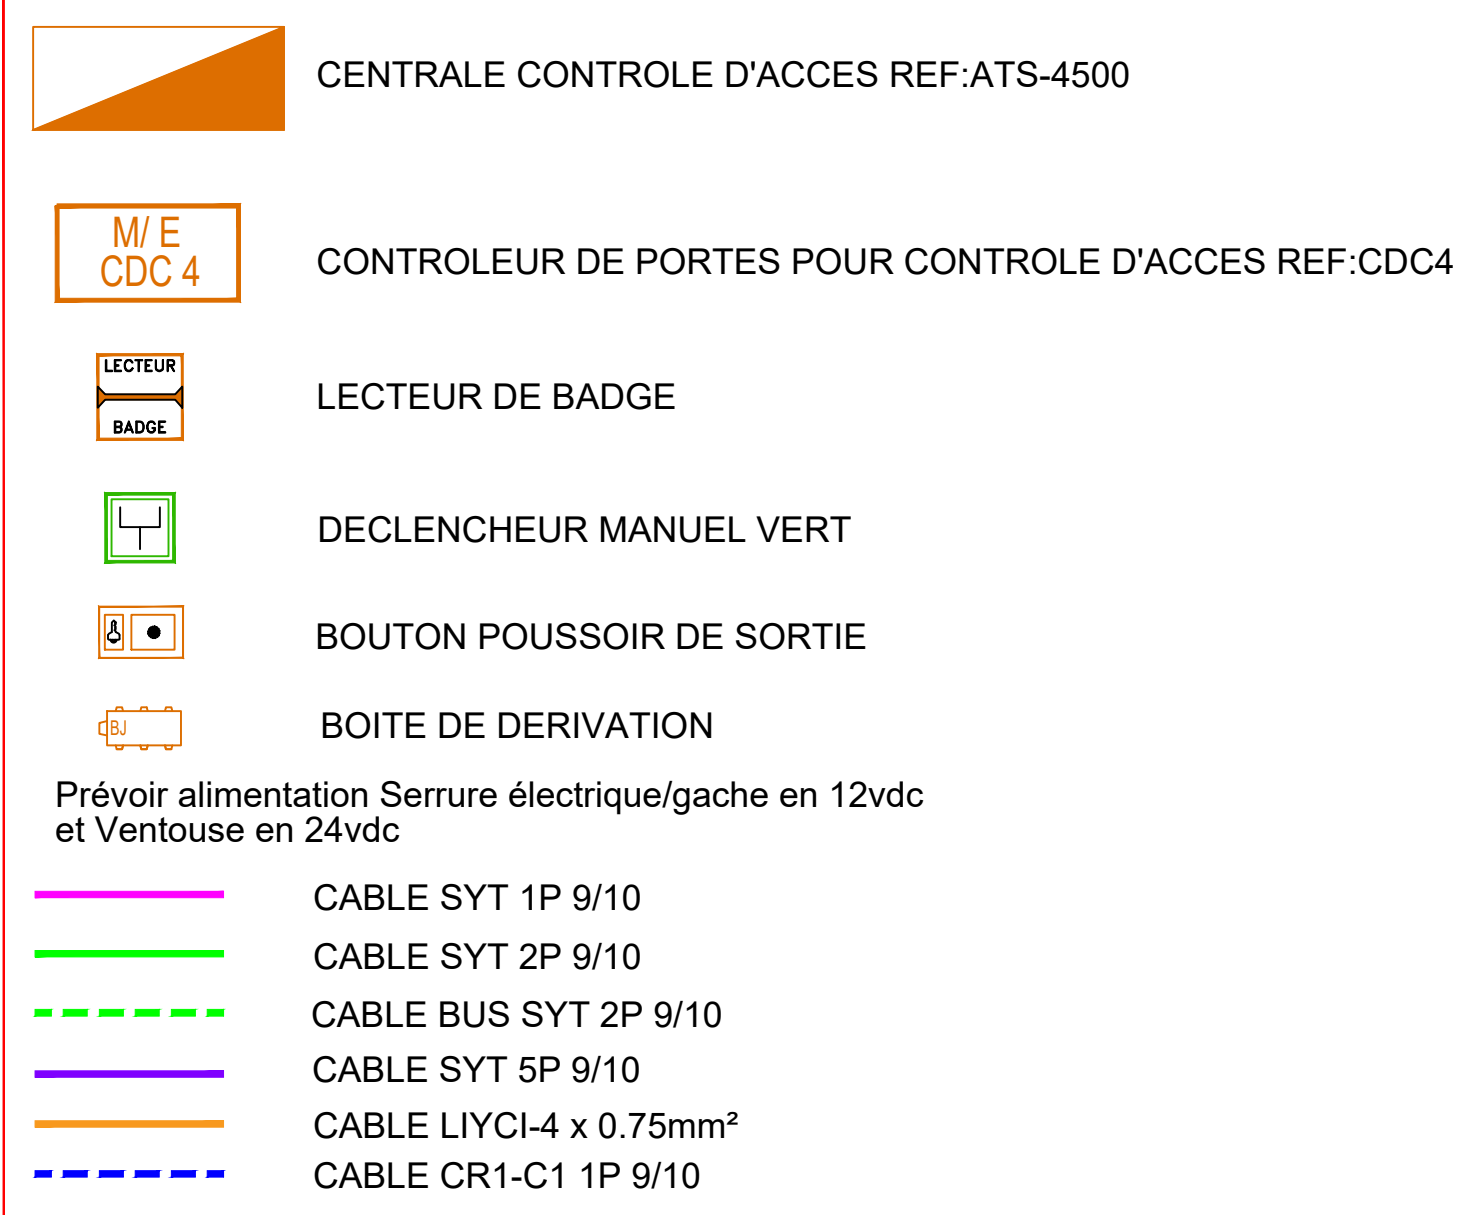 CENTRALE CONTROLE D'ACCES REF:ATS-4500
M/ E
CDC 4
CONTROLEUR DE PORTES POUR CONTROLE D'ACCES REF:CDC4
LECTEUR
BADGE
LECTEUR DE BADGE
DECLENCHEUR MANUEL VERT
BOUTON POUSSOIR DE SORTIE
BJ
BOITE DE DERIVATION
Prévoir alimentation Serrure électrique/gache en 12vdc
et Ventouse en 24vdc
CABLE SYT 1P 9/10
CABLE SYT 2P 9/10
CABLE BUS SYT 2P 9/10
CABLE SYT 5P 9/10
CABLE LIYCI-4 x 0.75mm²
CABLE CR1-C1 1P 9/10